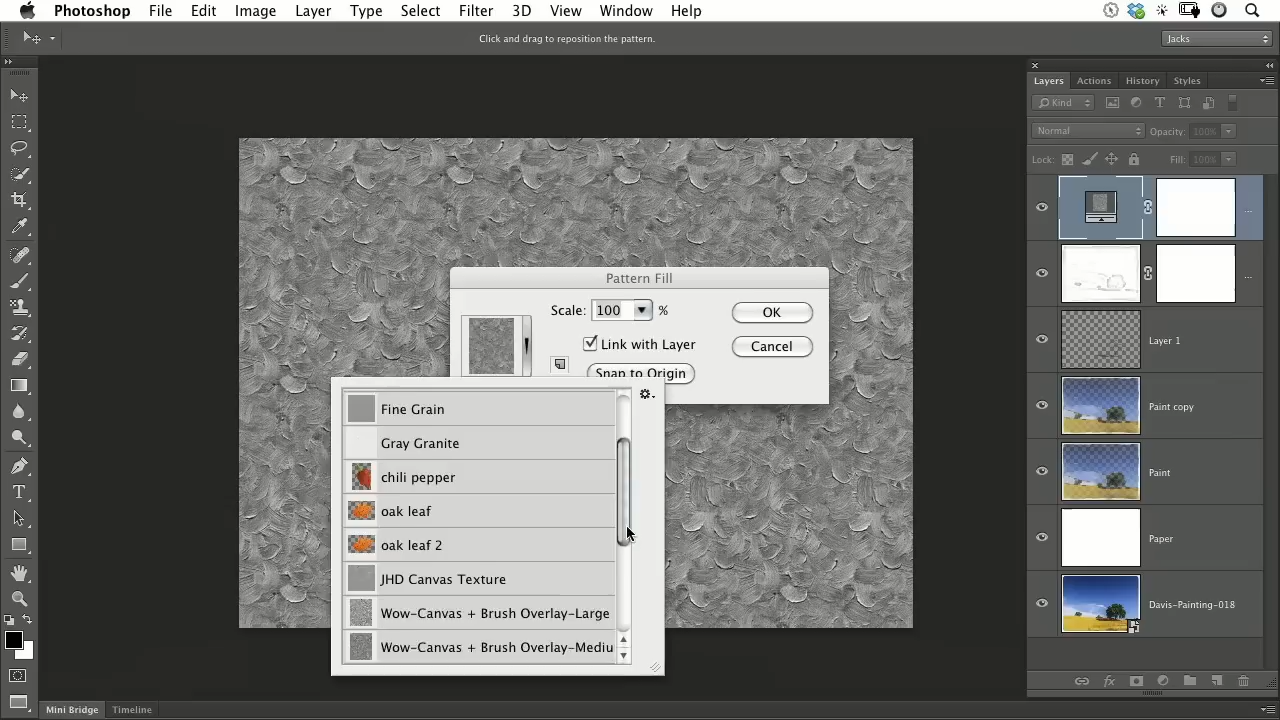 Photoshop File Edit Image Layer Type Select Filter 3D View Window Help
Click and drag to reposition the pattern.
Jacks
Layers Actions History Styles
Kind
Normal Opacity: 100%
Lock: Fill: 100%
...
...
Layer 1
Paint copy
Paint
Paper
Davis-Painting-018
Pattern Fill
Scale: 100 %
OK
Link with Layer
Cancel
Snap to Origin
Fine Grain
Gray Granite
chili pepper
oak leaf
oak leaf 2
JHD Canvas Texture
Wow-Canvas + Brush Overlay-Large
Wow-Canvas + Brush Overlay-Mediu
Mini Bridge Timeline